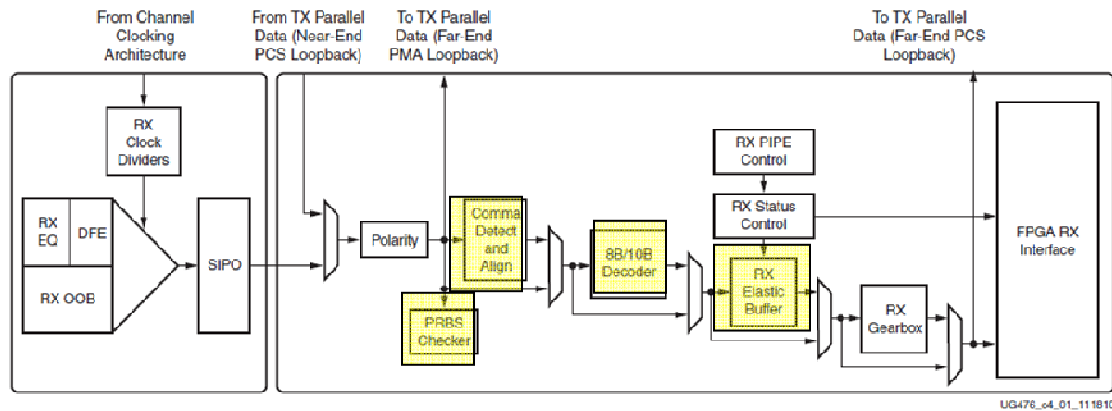 From Channel
Clocking
Architecture
From TX Parallel
Data (Near-End
PCS Loopback)
To TX Parallel
Data (Far-End
PMA Loopback)
To TX Parallel
Data (Far-End PCS
Loopback)
RX
Clock
Dividers
RX
EQ
DFE
RX OOB
SIPO
Polarity
Comma
Detect
and
Align
PRBS
Checker
8B/10B
Decoder
RX PIPE
Control
RX Status
Control
RX
Elastic
Buffer
RX
Gearbox
FPGA RX
Interface
UG476_c4_01_111810